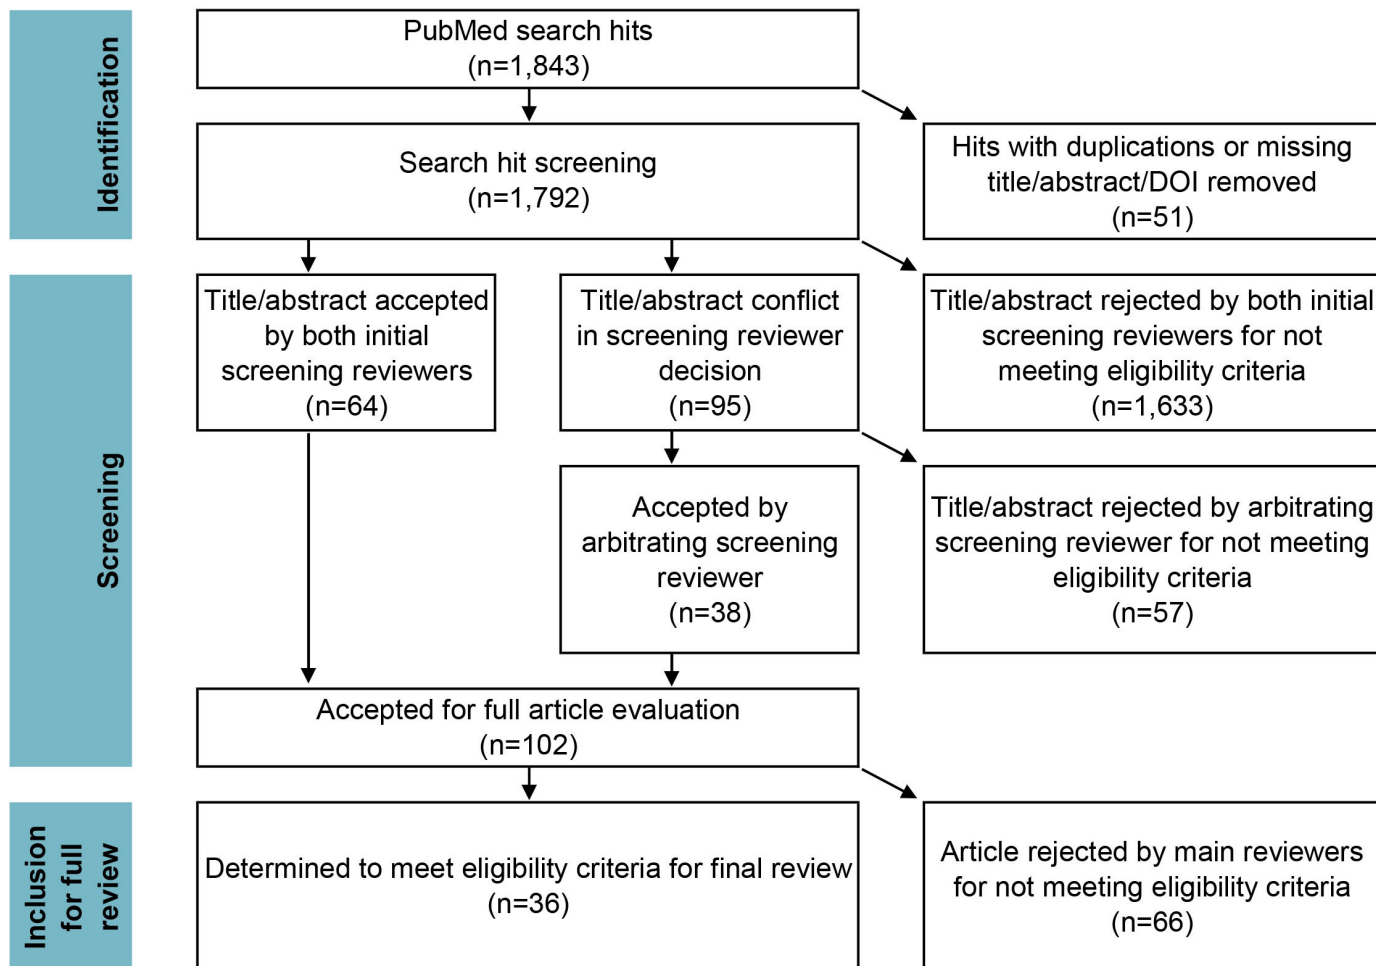 Identification
PubMed search hits
(n=1,843)
Search hit screening
(n=1,792)
Hits with duplications or missing
title/abstract/DOI removed
(n=51)
Screening
Title/abstract accepted
by both initial
screening reviewers
(n=64)
Title/abstract conflict
in screening reviewer
decision
(n=95)
Title/abstract rejected by both initial
screening reviewers for not
meeting eligibility criteria
(n=1,633)
Accepted by
arbitrating screening
reviewer
(n=38)
Title/abstract rejected by arbitrating
screening reviewer for not meeting
eligibility criteria
(n=57)
Accepted for full article evaluation
(n=102)
Inclusion
for full
review
Determined to meet eligibility criteria for final review
(n=36)
Article rejected by main reviewers
for not meeting eligibility criteria
(n=66)